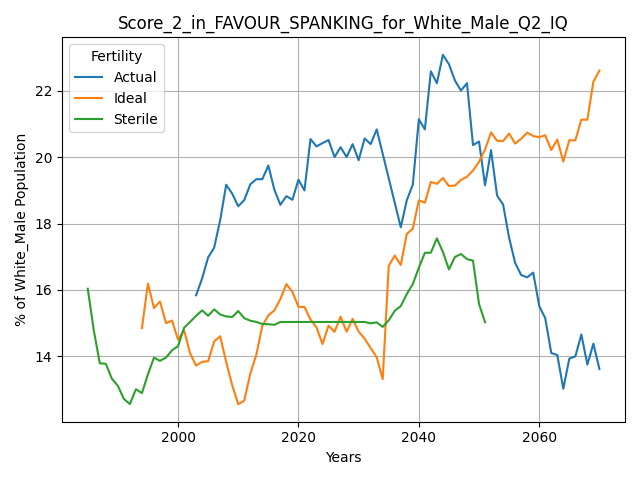 Score_2_in_FAVOUR_SPANKING_for_White_Male_Q2_IQ
Fertility
Actual
Ideal
Sterile
% of White_Male Population
22
20
18
16
14
2000
2020
2040
2060
Years